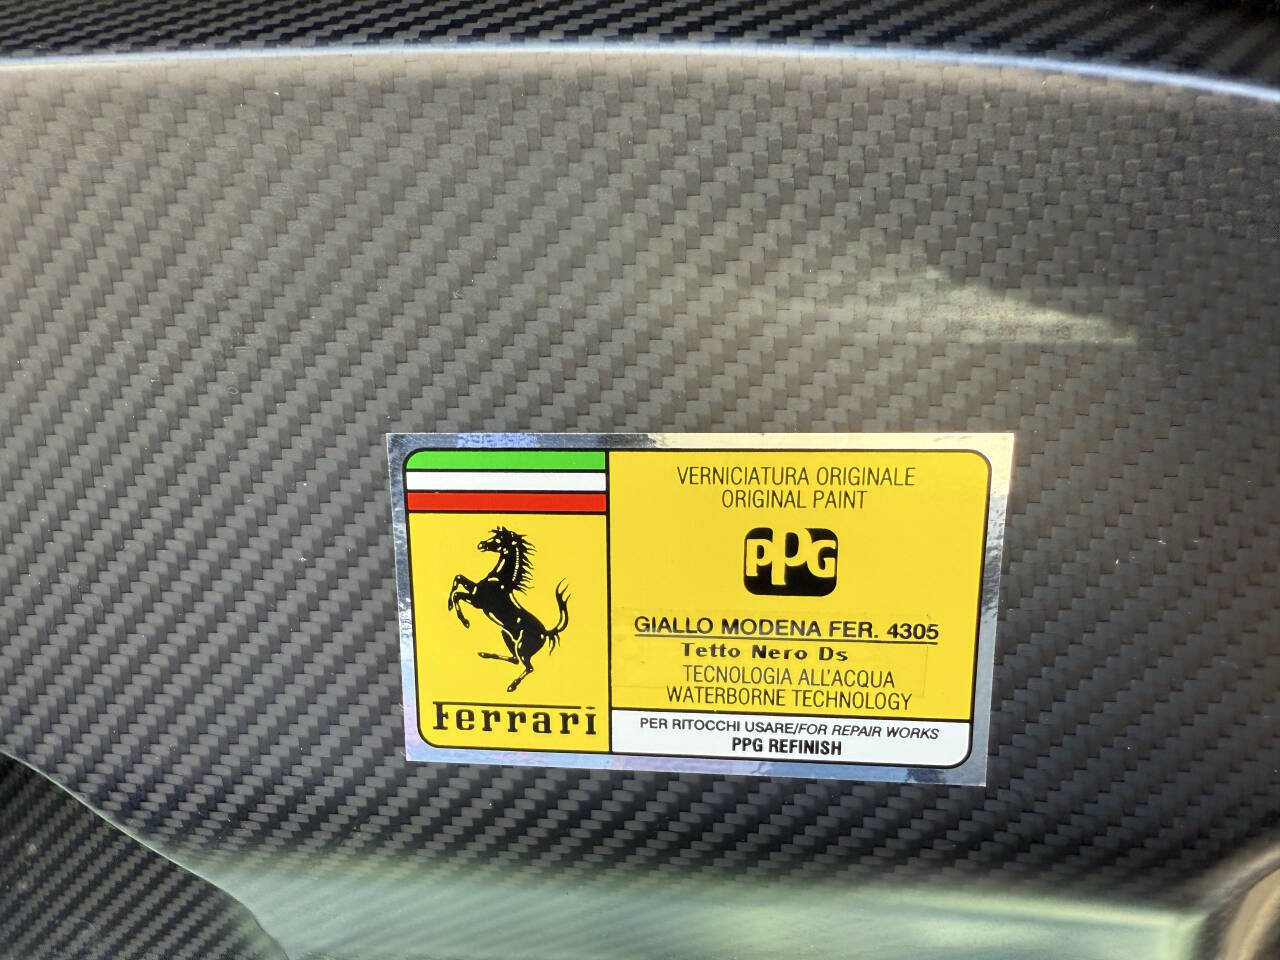 VERNICIATURA ORIGINALE
ORIGINAL PAINT
PPG
GIALLO MODENA FER. 4305
Tetto Nero Ds
TECNOLOGIA ALL'ACQUA
WATERBORNE TECHNOLOGY
Ferrari
PER RITOCCHI USARE/FOR REPAIR WORKS
PPG REFINISH